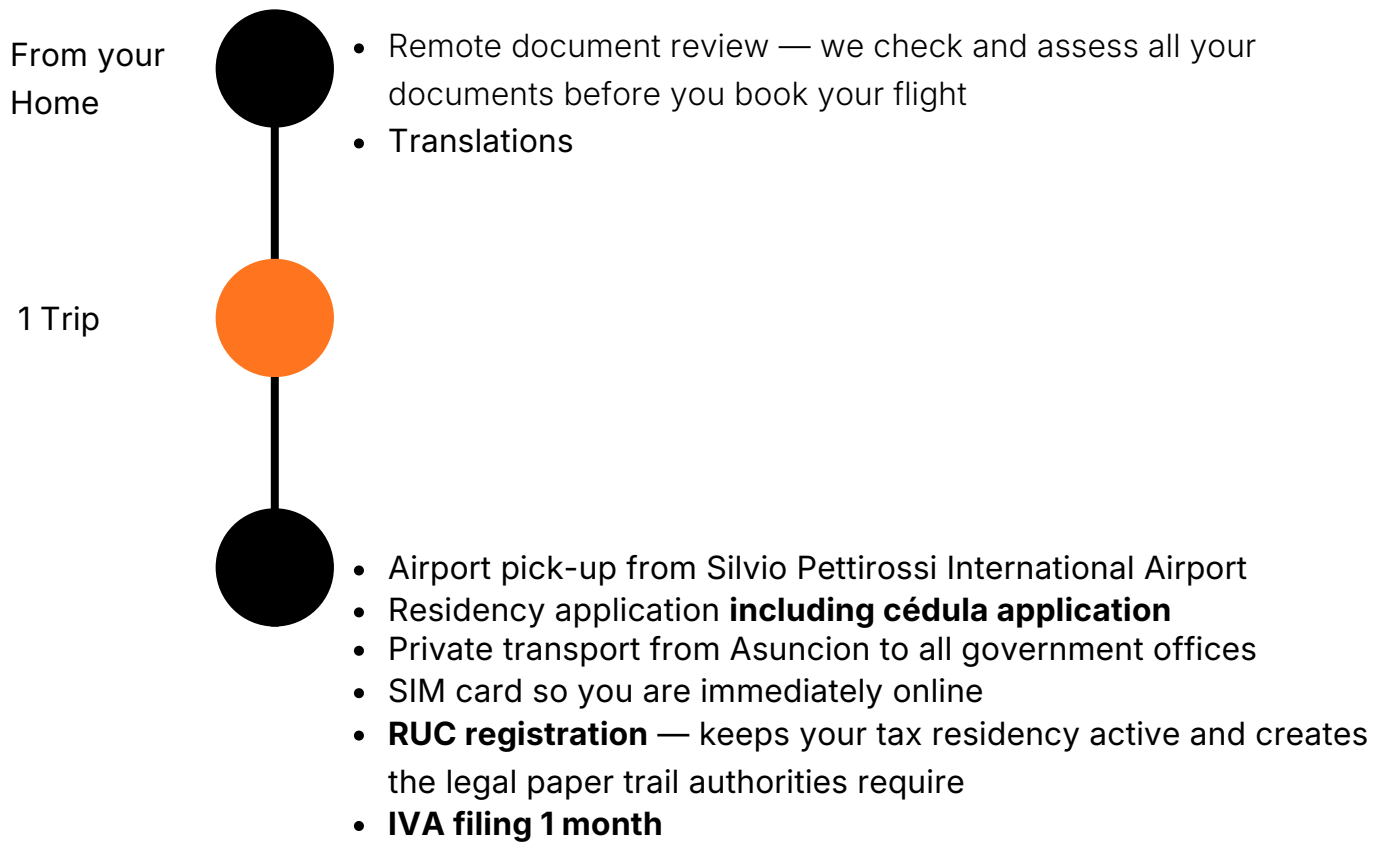 From your
Home
• Remote document review — we check and assess all your
documents before you book your flight
• Translations
1 Trip
• Airport pick-up from Silvio Pettirossi International Airport
• Residency application including cédula application
• Private transport from Asuncion to all government offices
• SIM card so you are immediately online
• RUC registration — keeps your tax residency active and creates
the legal paper trail authorities require
• IVA filing 1 month